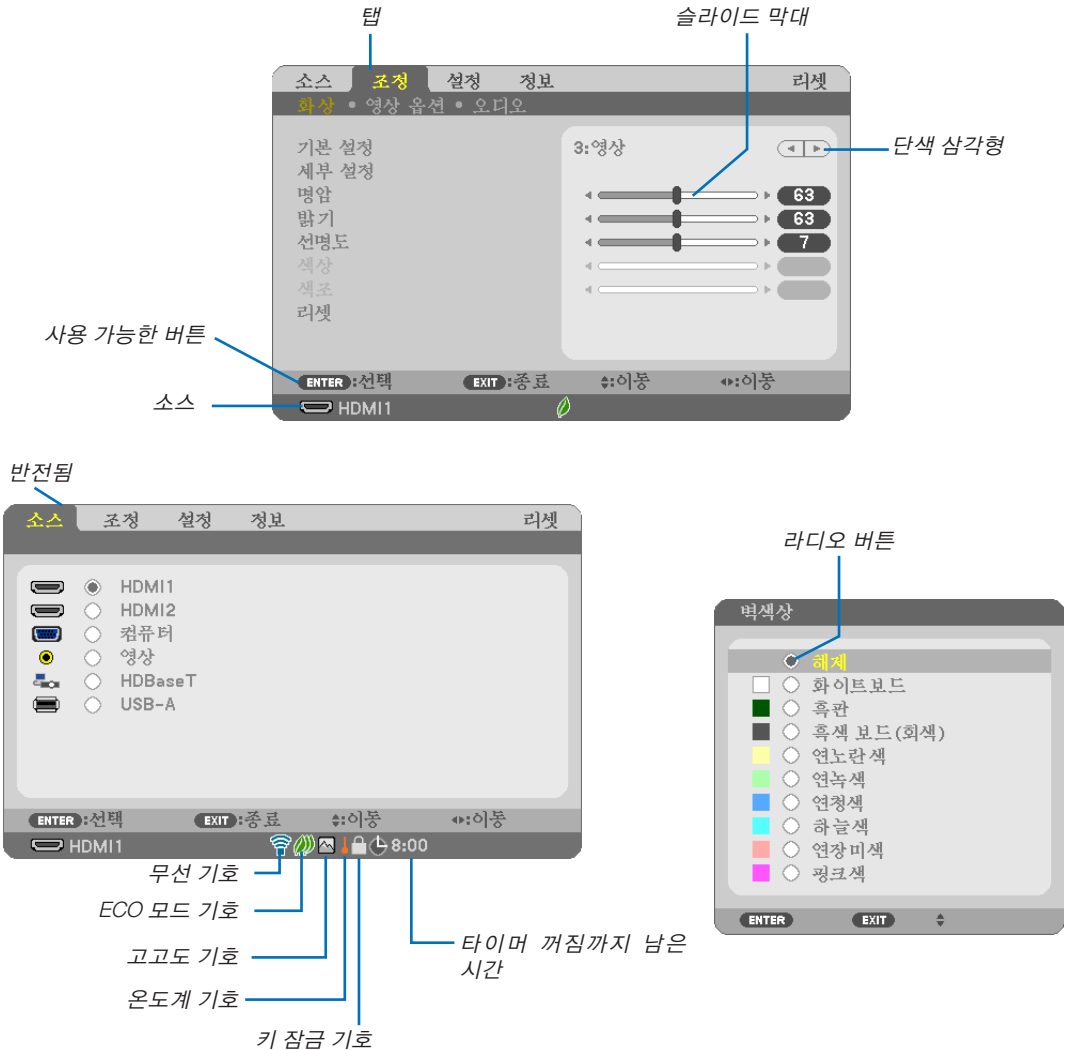 탭
슬라이드 막대
소스 조정 설정 정보 리셋
화상 • 영상 옵션 • 오디오
기본 설정 3:영상
단색 삼각형
세부 설정
명암 63
밝기 63
선명도 7
색상
색조
리셋
사용 가능한 버튼
ENTER :선택 EXIT :종료 :이동 :이동
소스
HDMI1
반전됨
소스 조정 설정 정보 리셋
HDMI1
HDMI2
컴퓨터
영상
HDBaseT
USB-A
ENTER :선택 EXIT :종료 :이동 :이동
HDMI1 8:00
무선 기호
ECO 모드 기호
고고도 기호
온도계 기호
키 잠금 기호
타이머 꺼짐까지 남은
시간
라디오 버튼
벽색상
해제
화이트보드
흑판
흑색 보드(회색)
연노란색
연녹색
연청색
하늘색
연장미색
핑크색
ENTER EXIT